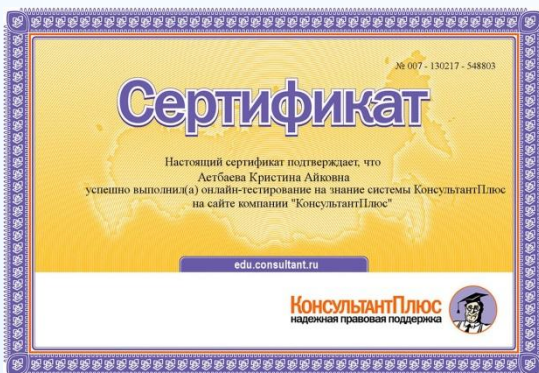 № 007 - 130217 - 548803
Сертификат
Настоящий сертификат подтверждает, что
Аетбаева Кристина Айковна
успешно выполнил(а) онлайн-тестирование на знание системы КонсультантПлюс
на сайте компании "КонсультантПлюс"
edu.consultant.ru
КонсультантПлюс
надежная правовая поддержка